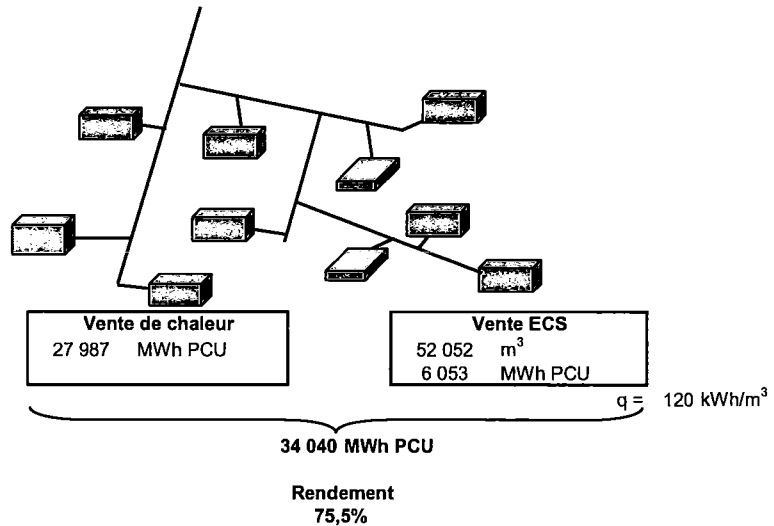 Vente de chaleur
27 987 MWh PCU
Vente ECS
52 052 m³
6 053 MWh PCU
q = 120 kWh/m³
34 040 MWh PCU
Rendement
75,5%